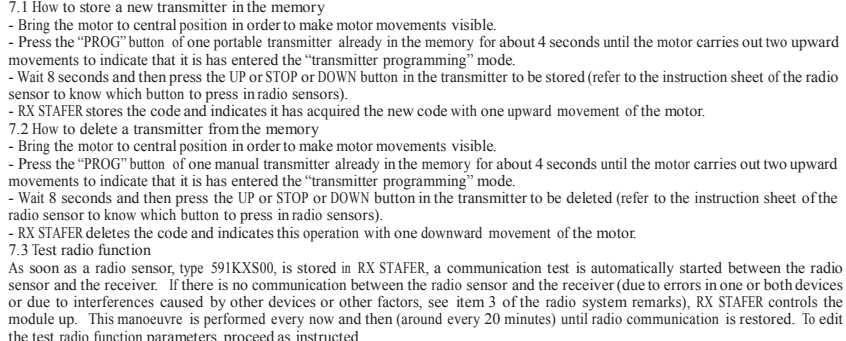 7.1 How to store a new transmitter in the memory
- Bring the motor to central position in order to make motor movements visible.
- Press the “PROG” button of one portable transmitter already in the memory for about 4 seconds until the motor carries out two upward
movements to indicate that it is has entered the “transmitter programming” mode.
- Wait 8 seconds and then press the UP or STOP or DOWN button in the transmitter to be stored (refer to the instruction sheet of the radio
sensor to know which button to press in radio sensors).
- RX STAFER stores the code and indicates it has acquired the new code with one upward movement of the motor.
7.2 How to delete a transmitter from the memory
- Bring the motor to central position in order to make motor movements visible.
- Press the “PROG” button of one manual transmitter already in the memory for about 4 seconds until the motor carries out two upward
movements to indicate that it is has entered the “transmitter programming” mode.
- Wait 8 seconds and then press the UP or STOP or DOWN button in the transmitter to be deleted (refer to the instruction sheet of the
radio sensor to know which button to press in radio sensors).
- RX STAFER deletes the code and indicates this operation with one downward movement of the motor.
7.3 Test radio function
As soon as a radio sensor, type 591KXS00, is stored in RX STAFER, a communication test is automatically started between the radio
sensor and the receiver. If there is no communication between the radio sensor and the receiver (due to errors in one or both devices
or due to interferences caused by other devices or other factors, see item 3 of the radio system remarks), RX STAFER controls the
module up. This manoeuvre is performed every now and then (around every 20 minutes) until radio communication is restored. To edit
the test radio function parameters, proceed as instructed